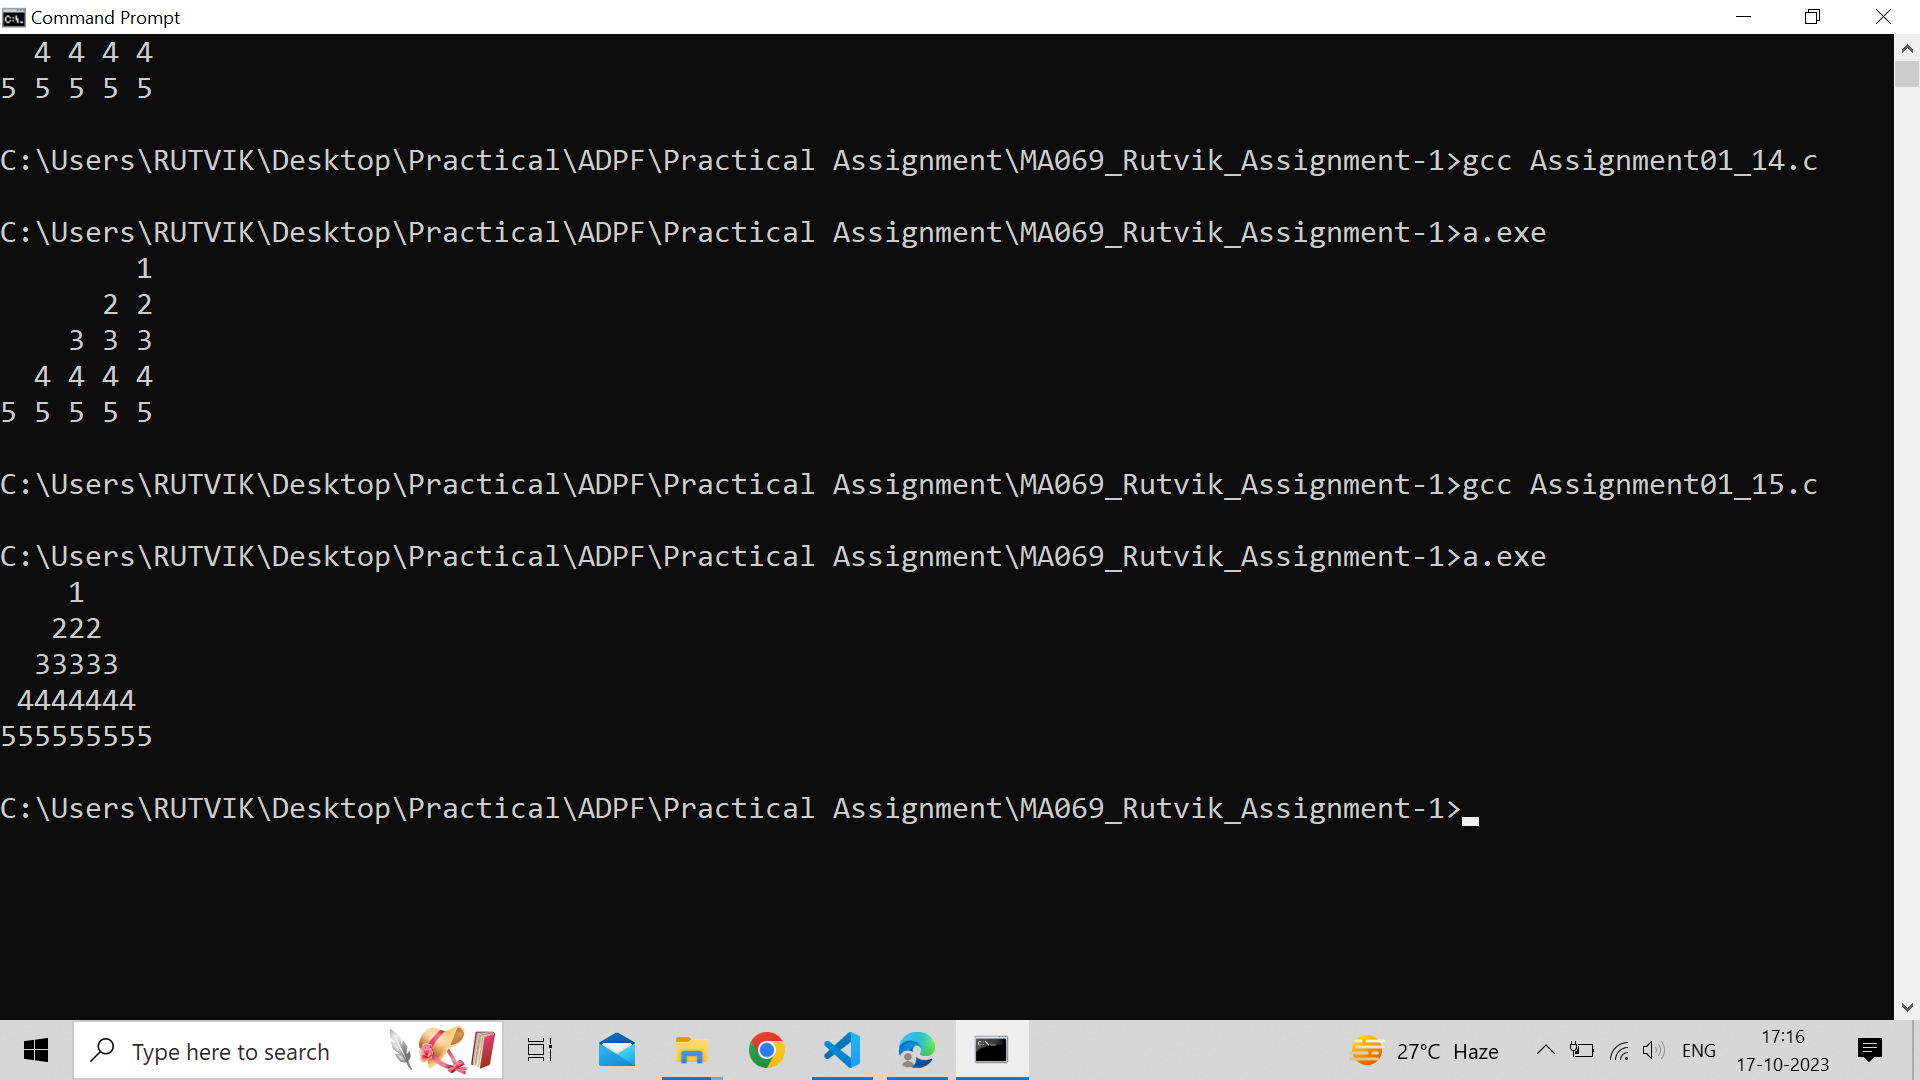 Command Prompt
  4 4 4 4
5 5 5 5 5
C:\Users\RUTVIK\Desktop\Practical\ADPF\Practical Assignment\MA069_Rutvik_Assignment-1>gcc Assignment01_14.c
C:\Users\RUTVIK\Desktop\Practical\ADPF\Practical Assignment\MA069_Rutvik_Assignment-1>a.exe
        1
      2 2
    3 3 3
  4 4 4 4
5 5 5 5 5
C:\Users\RUTVIK\Desktop\Practical\ADPF\Practical Assignment\MA069_Rutvik_Assignment-1>gcc Assignment01_15.c
C:\Users\RUTVIK\Desktop\Practical\ADPF\Practical Assignment\MA069_Rutvik_Assignment-1>a.exe
    1
   222
  33333
 4444444
555555555
C:\Users\RUTVIK\Desktop\Practical\ADPF\Practical Assignment\MA069_Rutvik_Assignment-1>
Type here to search
27°C Haze
ENG
17:16
17-10-2023